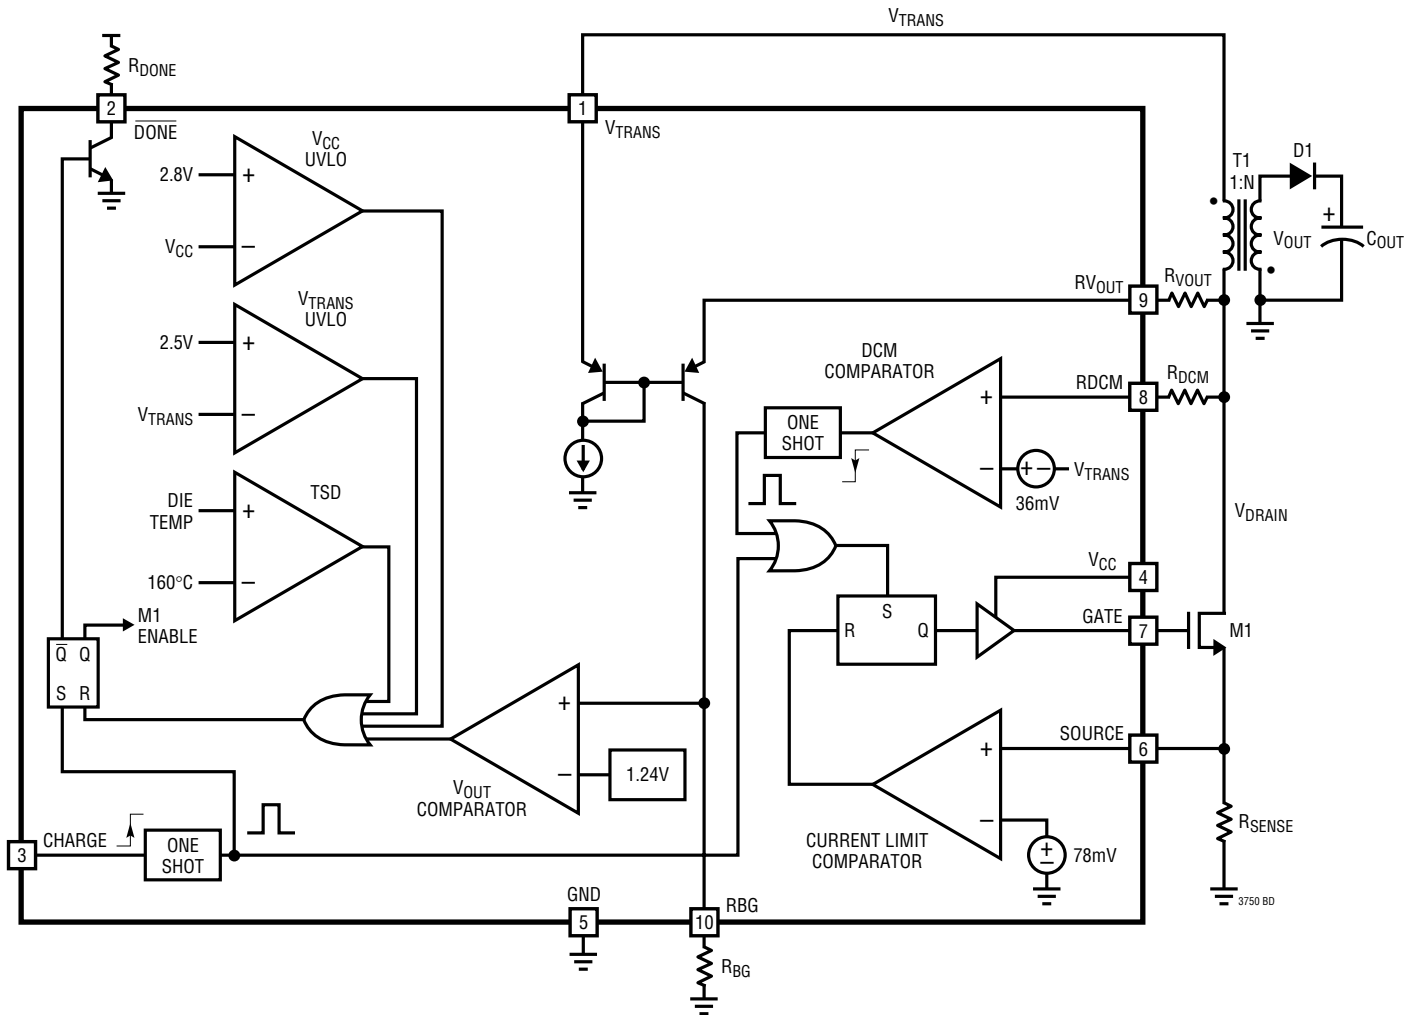 VTRANS
RDONE
2
DONE
1
VTRANS
VCC
UVLO
2.8V
+
VCC
−
VTRANS
UVLO
2.5V
+
VTRANS
−
TSD
DIE
TEMP
+
160°C
−
M1
ENABLE
Q Q
S R
T1
1:N
D1
+
VOUT
COUT
RVOUT
9
RVOUT
DCM
COMPARATOR
RDCM
8
RDCM
+
−
+ −
VTRANS
36mV
ONE
SHOT
VDRAIN
VCC
4
S
R
Q
GATE
7
M1
+
−
1.24V
VOUT
COMPARATOR
SOURCE
6
+
−
CURRENT LIMIT
COMPARATOR
+
−
78mV
RSENSE
3
CHARGE
ONE
SHOT
GND
5
10
RBG
RBG
3750 BD